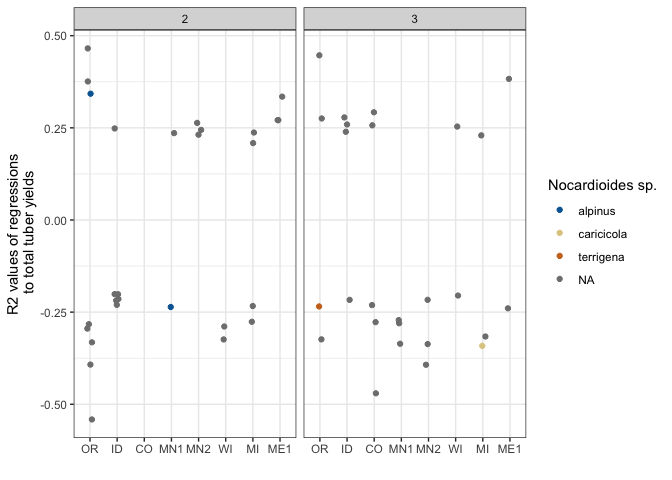 2 3
0.50
0.25
0.00
-0.25
-0.50
R2 values of regressions
to total tuber yields
OR ID CO MN1 MN2 WI MI ME1 OR ID CO MN1 MN2 WI MI ME1
Nocardioides sp.
alpinus
caricicola
terrigena
NA